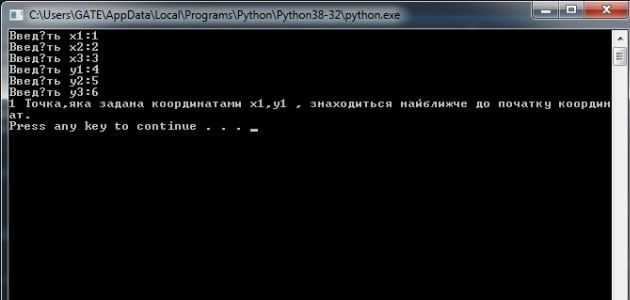 C:\Users\GATE\AppData\Local\Programs\Python\Python38-32\python.exe
Введ?ть x1:1
Введ?ть x2:2
Введ?ть x3:3
Введ?ть y1:4
Введ?ть y2:5
Введ?ть y3:6
1 Точка,яка задана координатами x1,y1 , знаходиться найближче до початку координ
ат.
Press any key to continue . . .